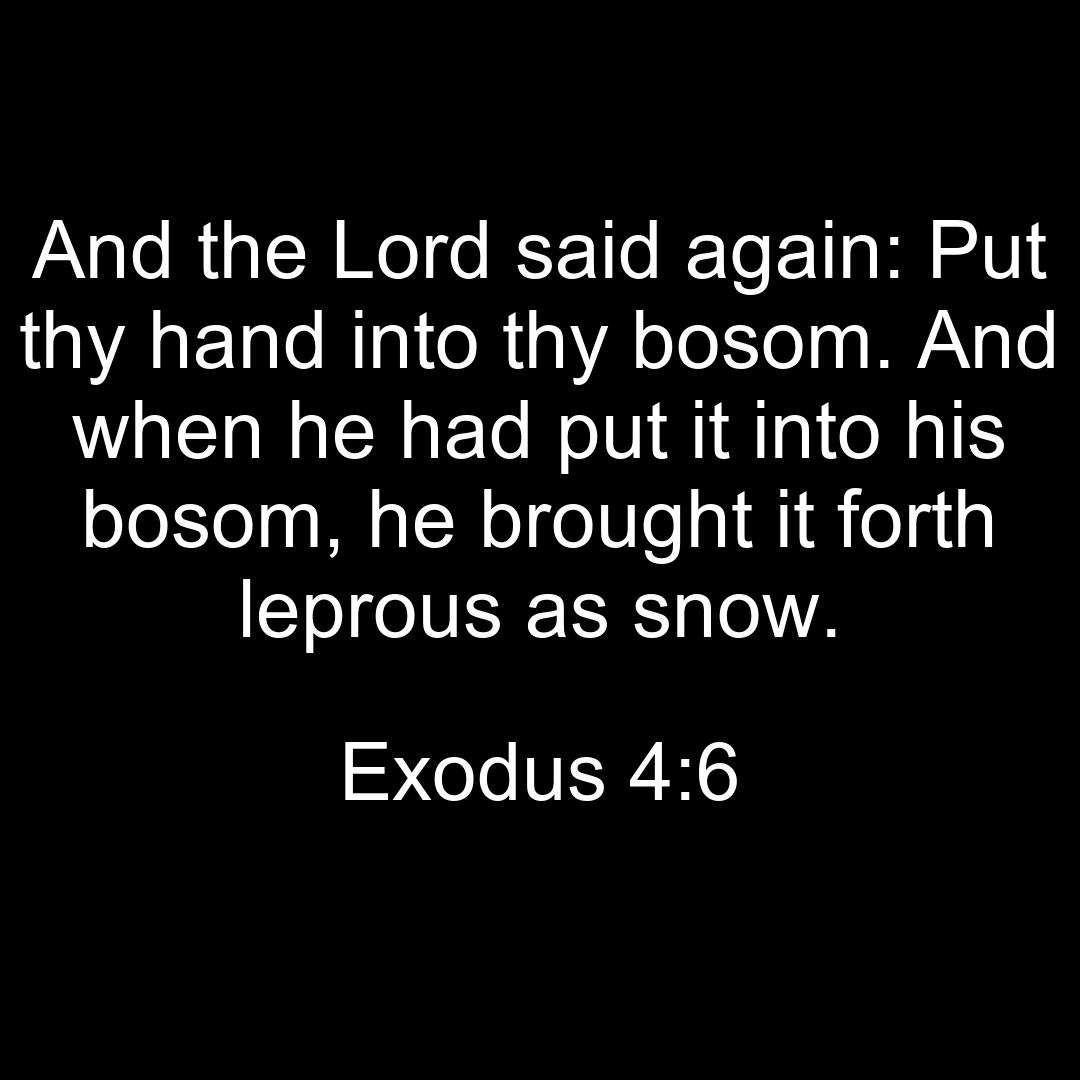 And the Lord said again: Put
thy hand into thy bosom. And
when he had put it into his
bosom, he brought it forth
leprous as snow.
Exodus 4:6